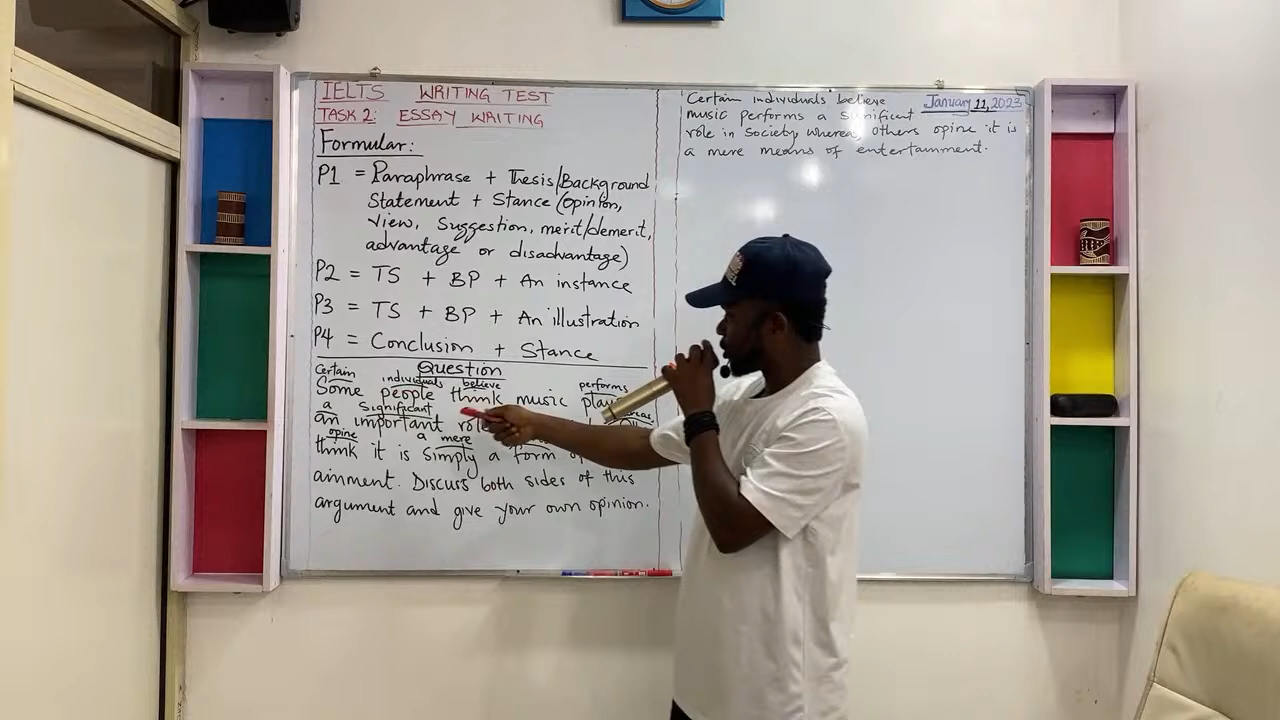 IELTS WRITING TEST
TASK 2: ESSAY WRITING
Formular:
P1 = Paraphrase + Thesis/Background
Statement + Stance (Opinion,
view, Suggestion, meirt/demerit,
advantage or disadvantage)
P2 = TS + BP + An instance
P3 = TS + BP + An illustration
P4 = Conclusion + Stance
Question
Certain individuals believe performs
Some people think music
a Significant
an important role
opine a mere
think it is simply a form
ainment. Discuss both sides of this
argument and give your own opinion.
January 11, 2023
Certain individuals believe
music performs a significant
role in society whereas others opine it is
a mere means of entertainment.